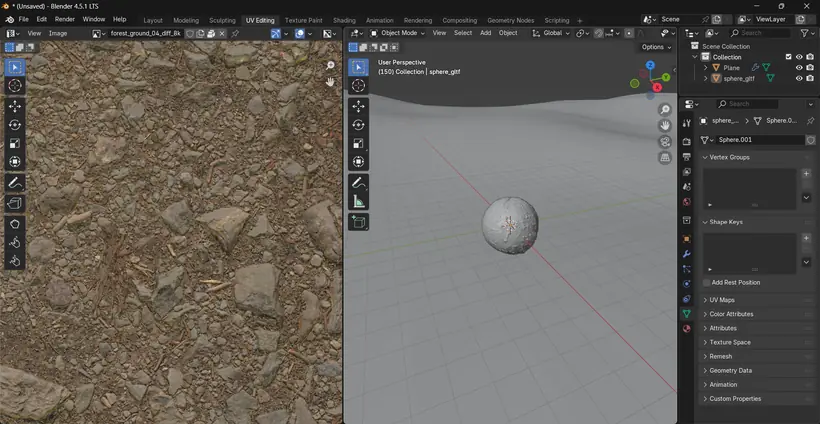 * (Unsaved) - Blender 4.5.1 LTS
File Edit Render Window Help
Layout Modeling Sculpting UV Editing Texture Paint Shading Animation Rendering Compositing Geometry Nodes Scripting
Scene
ViewLayer
View Image
forest_ground_04_diff_8k
Object Mode
View Select Add Object
Global
Search
Options
User Perspective
(150) Collection | sphere_gltf
Z
Y
X
Scene Collection
Collection
Plane
sphere_gltf
Search
sphere_...
Sphere.0...
Sphere.001
Vertex Groups
Shape Keys
Add Rest Position
UV Maps
Color Attributes
Attributes
Texture Space
Remesh
Geometry Data
Animation
Custom Properties